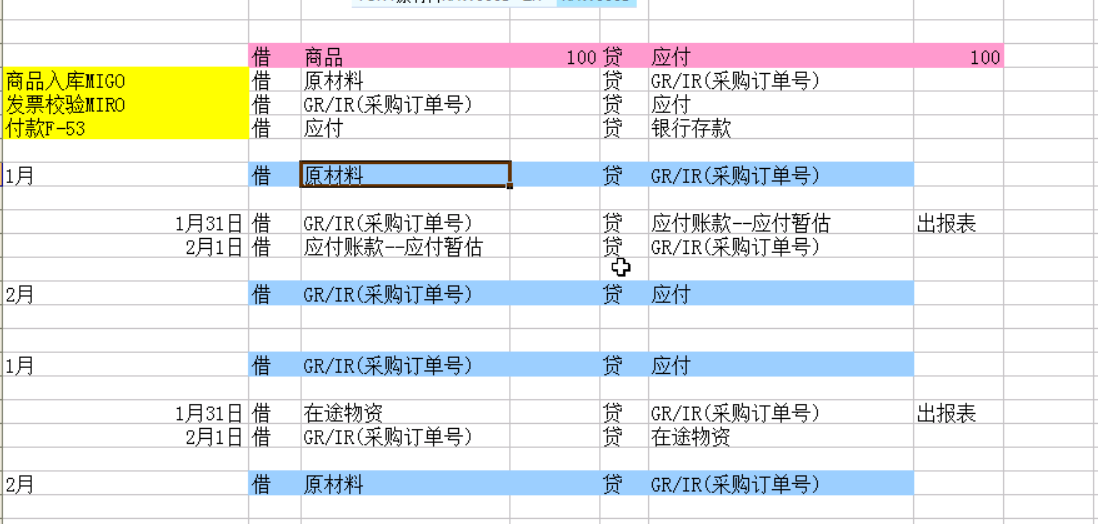 借 商品 100 贷 应付 100
商品入库MIGO 借 原材料 贷 GR/IR(采购订单号)
发票校验MIRO 借 GR/IR(采购订单号) 贷 应付
付款F-53 借 应付 贷 银行存款
1月 借 原材料 贷 GR/IR(采购订单号)
1月31日 借 GR/IR(采购订单号) 贷 应付账款--应付暂估 出报表
2月1日 借 应付账款--应付暂估 贷 GR/IR(采购订单号)
2月 借 GR/IR(采购订单号) 贷 应付
1月 借 GR/IR(采购订单号) 贷 应付
1月31日 借 在途物资 贷 GR/IR(采购订单号) 出报表
2月1日 借 GR/IR(采购订单号) 贷 在途物资
2月 借 原材料 贷 GR/IR(采购订单号)